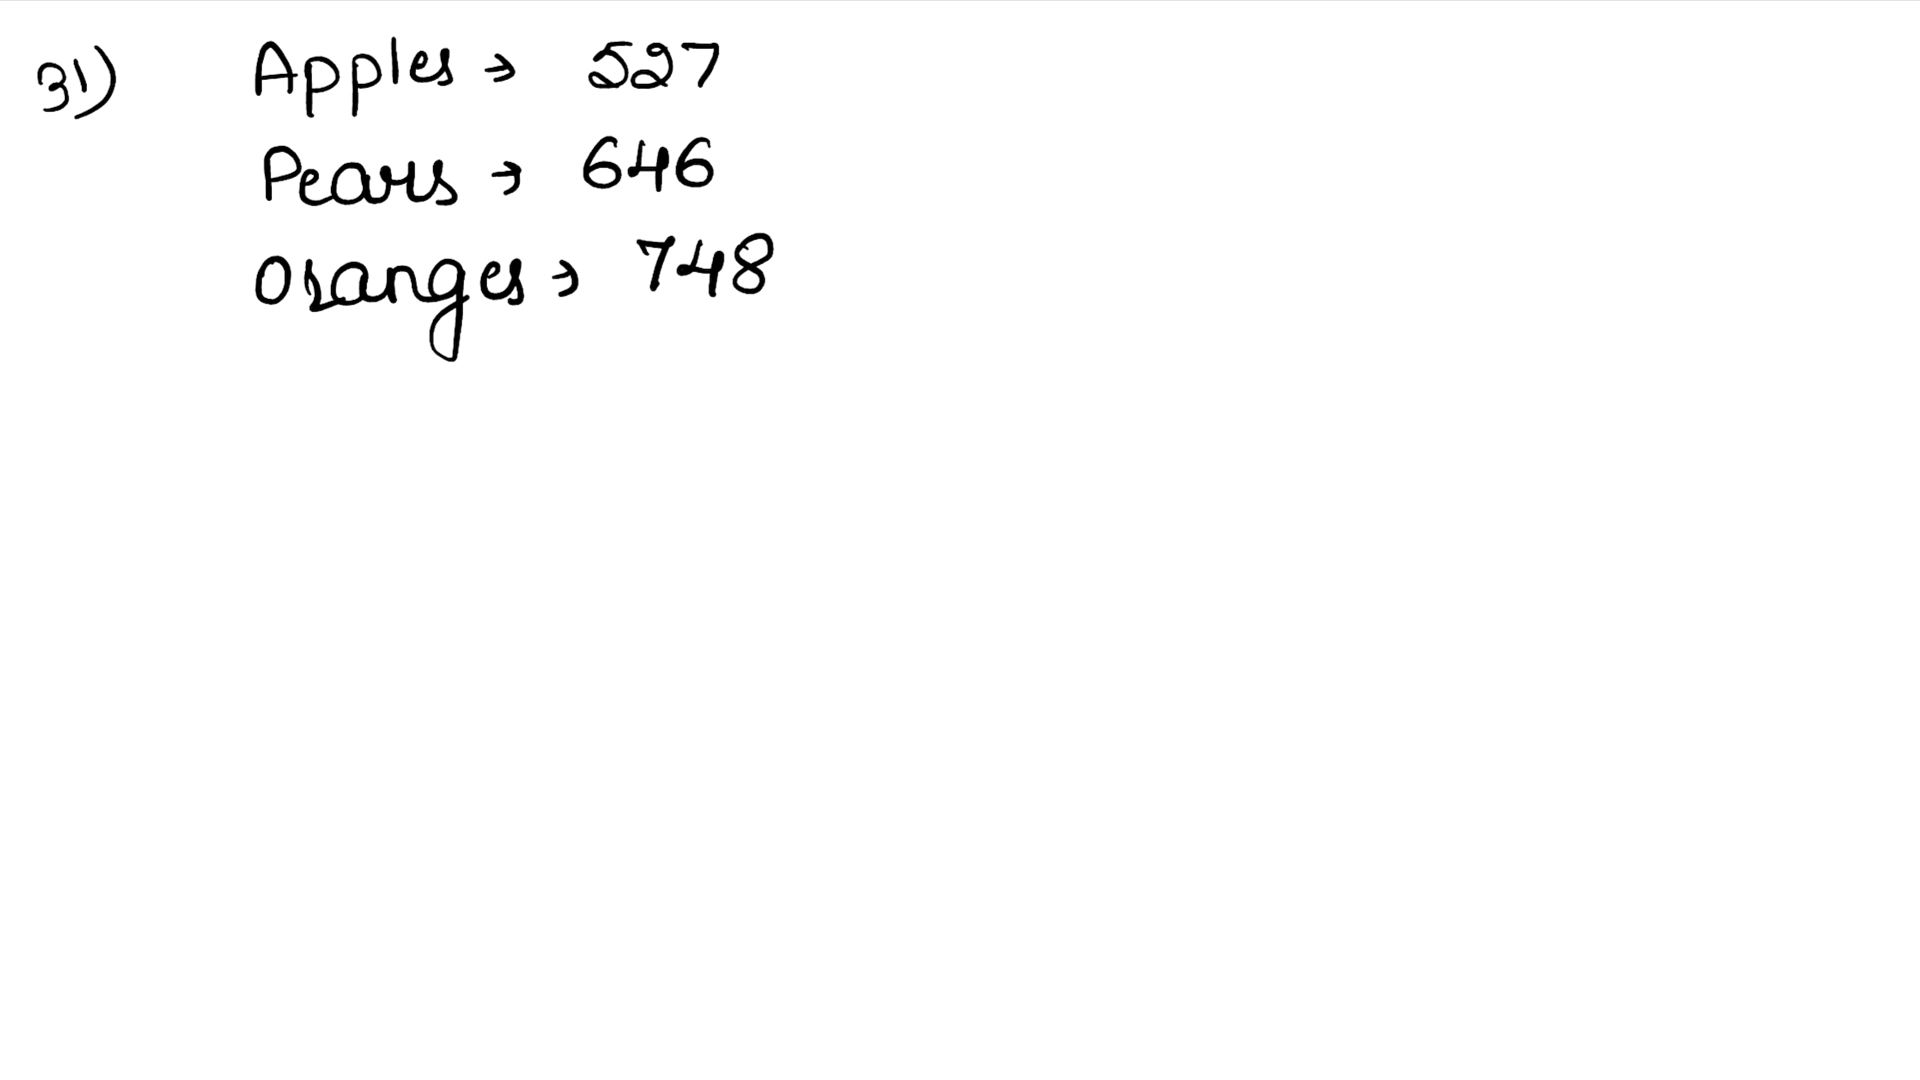 31) Apples → 527
Pears → 646
Oranges → 748